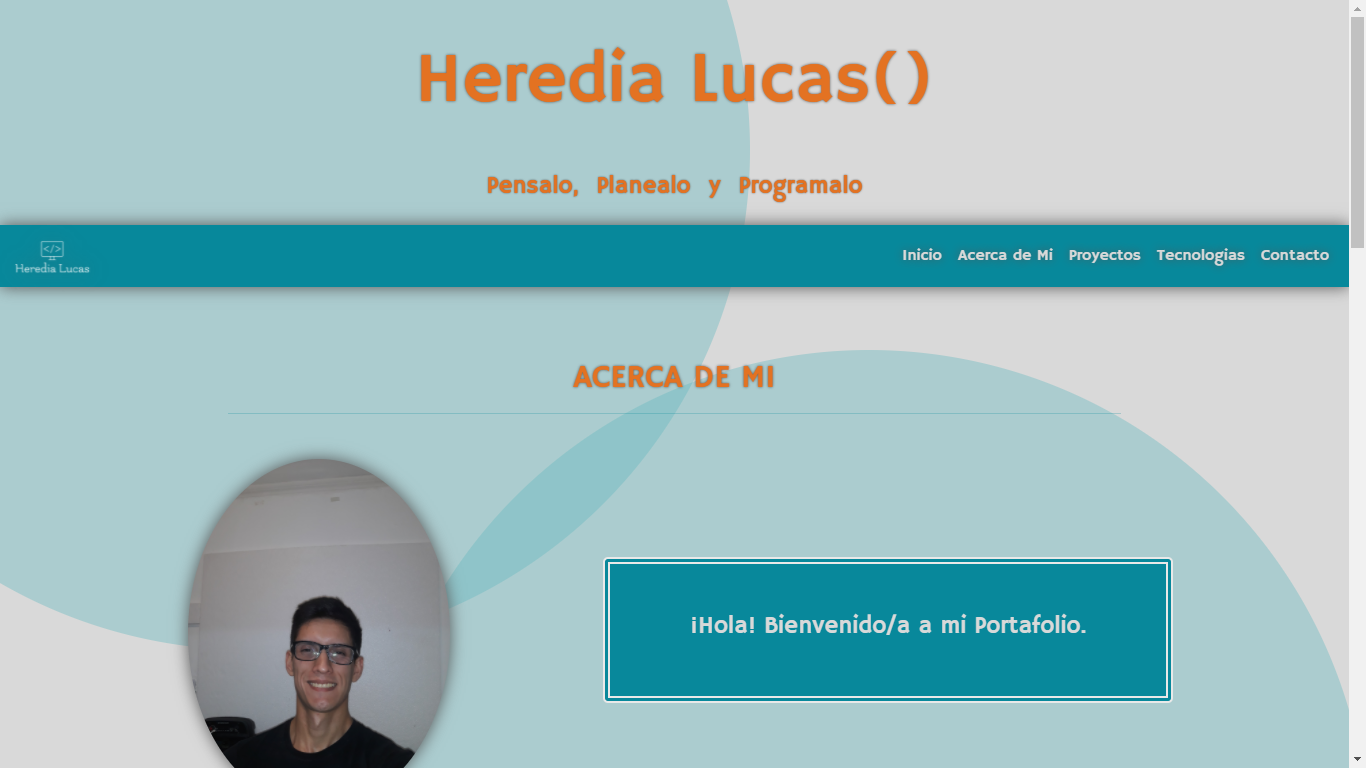 Heredia Lucas()
Pensalo, Planealo y Programalo
</>
Heredia Lucas
Inicio Acerca de Mi Proyectos Tecnologias Contacto
ACERCA DE MI
¡Hola! Bienvenido/a a mi Portafolio.